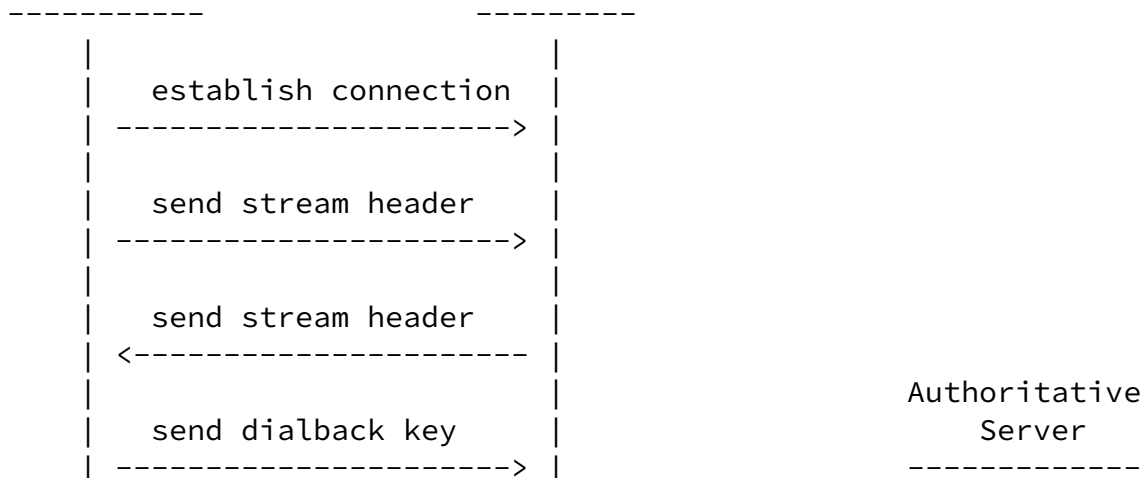 -----------                ---------
|                          |
|   establish connection   |
| ----------------------> |
|                          |
|   send stream header     |
| ----------------------> |
|                          |
|   send stream header     |
| <---------------------- |
|                          |    Authoritative
|   send dialback key      |    Server
| ----------------------> |    -------------